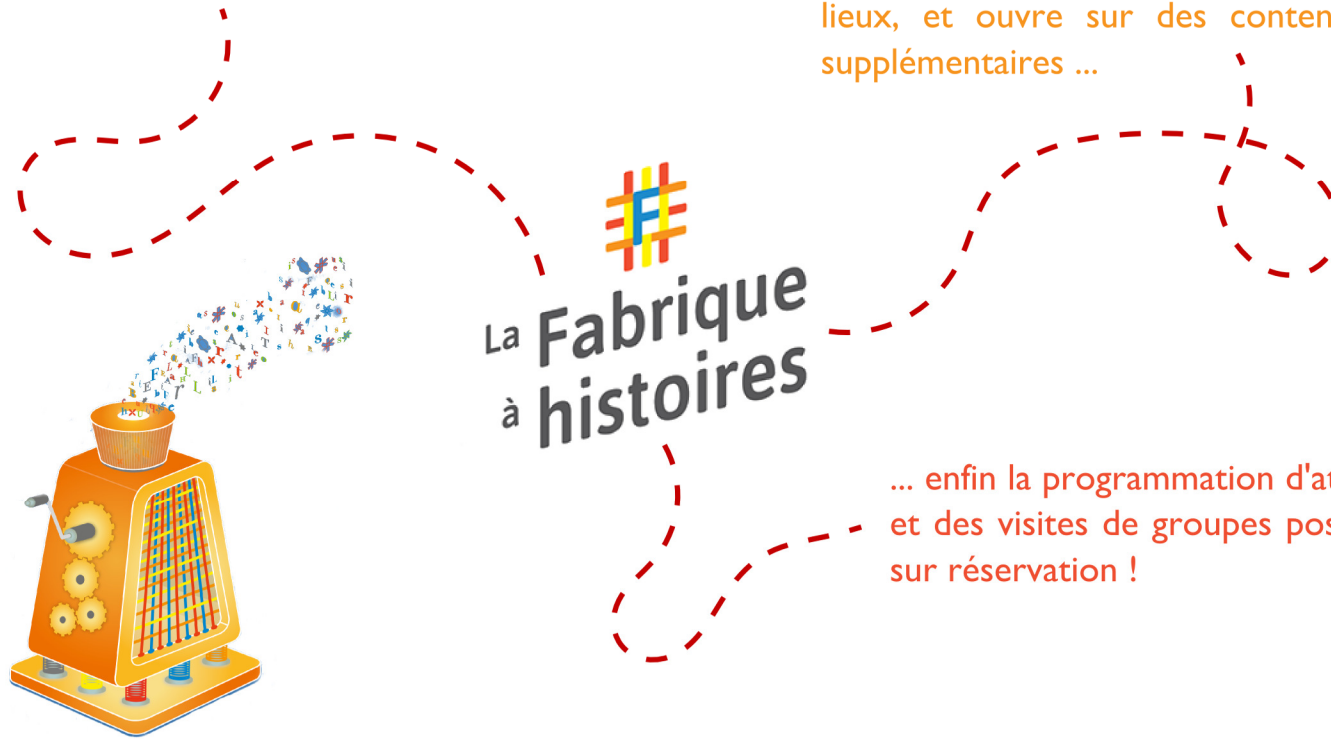 lieux, et ouvre sur des conten
supplémentaires ...
F
La Fabrique
à histoires
... enfin la programmation d'at
et des visites de groupes pos
sur réservation !